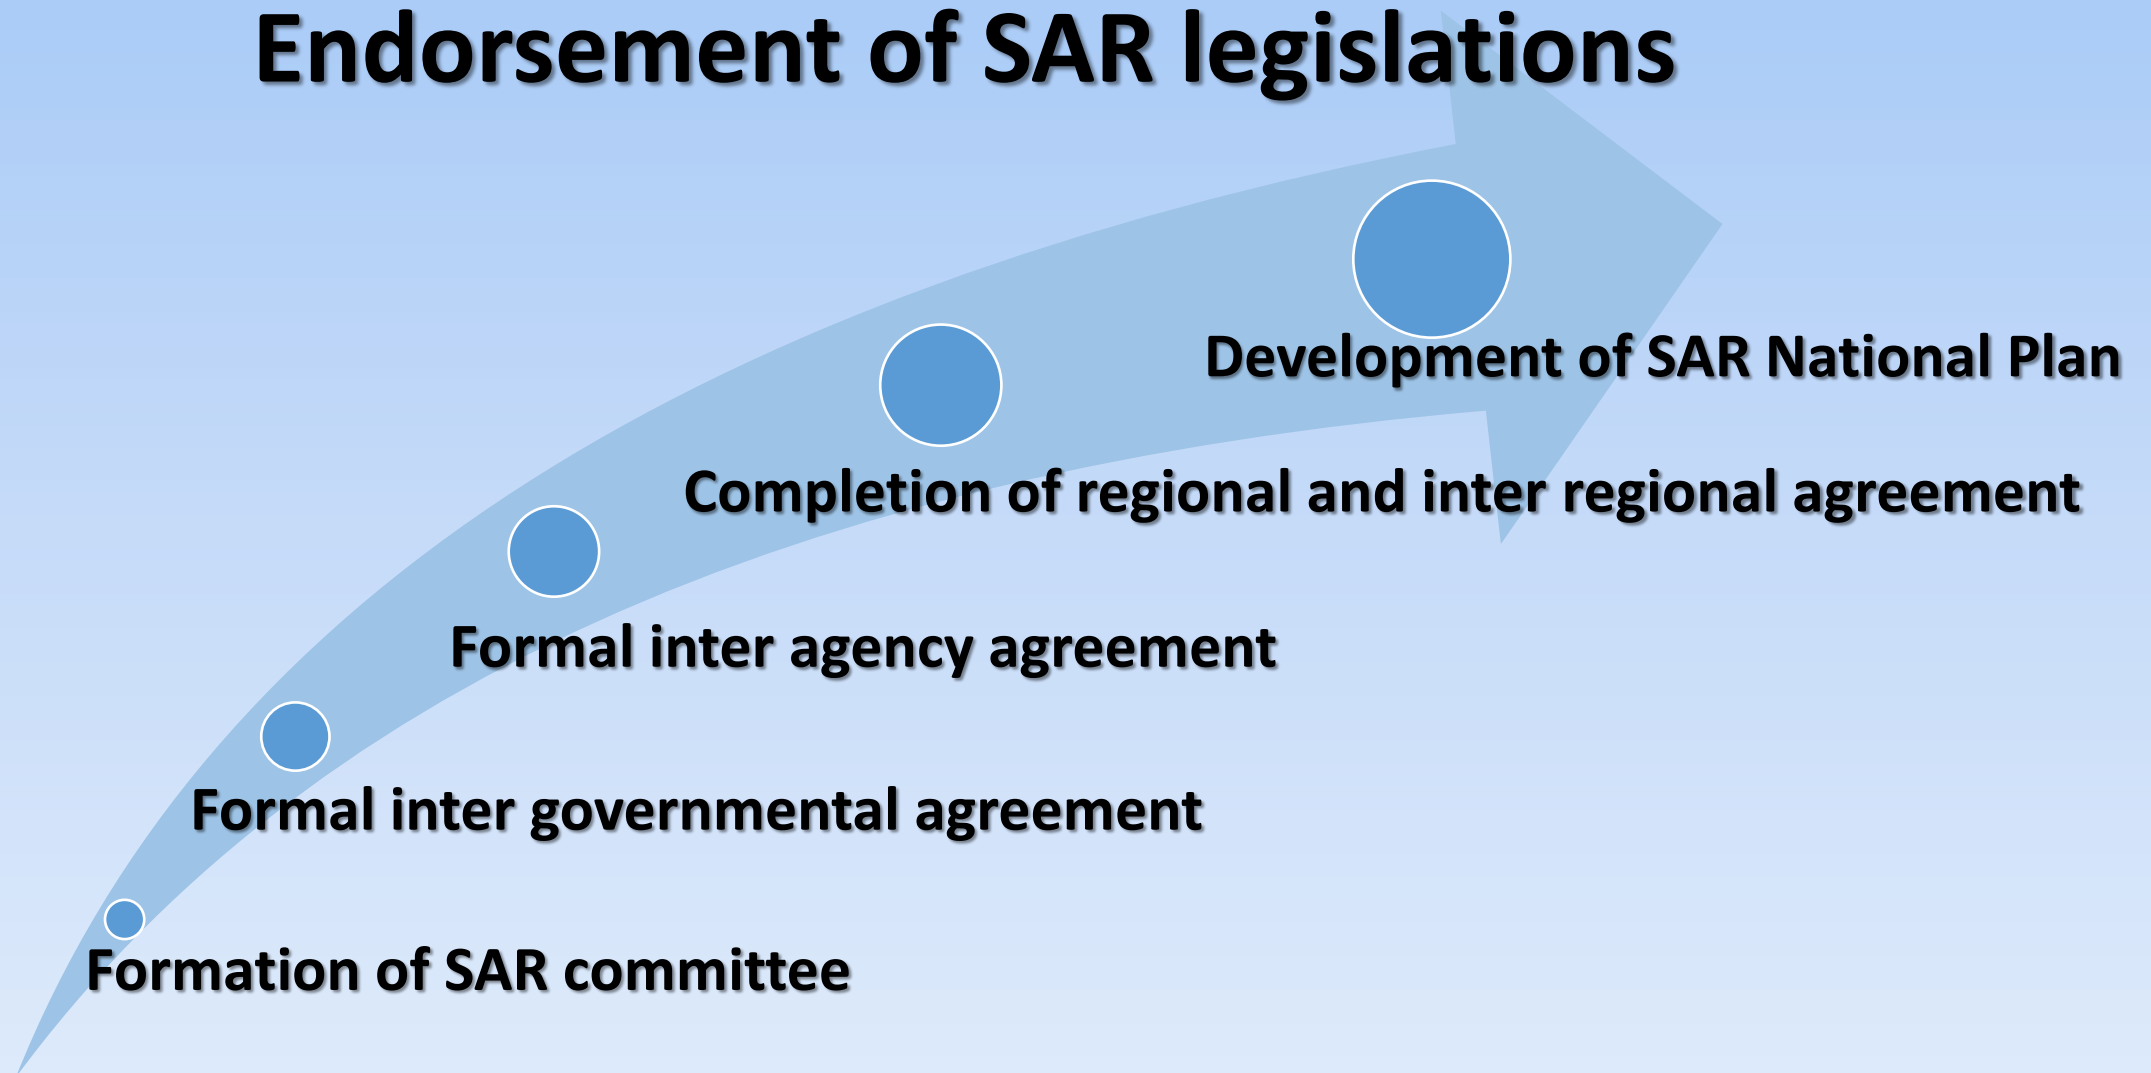 Endorsement of SAR legislations
Development of SAR National Plan
Completion of regional and inter regional agreement
Formal inter agency agreement
Formal inter governmental agreement
Formation of SAR committee